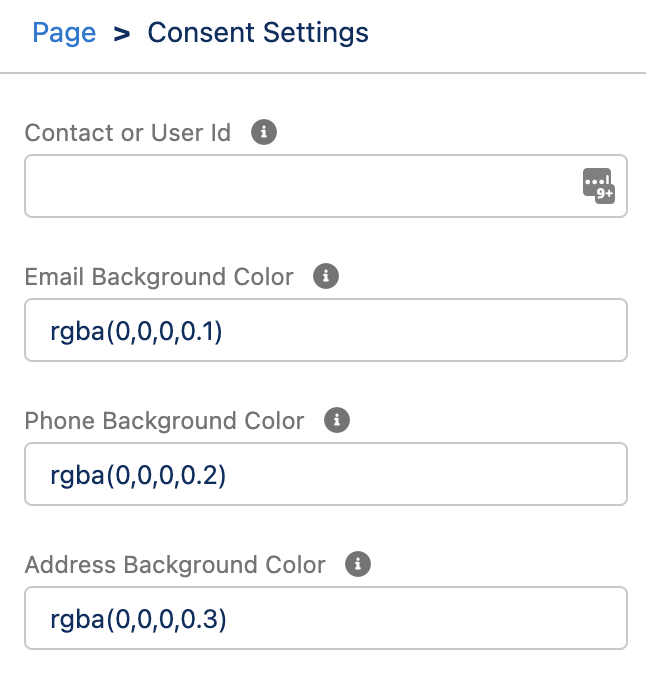 Page > Consent Settings
Contact or User Id
9+
Email Background Color
rgba(0,0,0,0.1)
Phone Background Color
rgba(0,0,0,0.2)
Address Background Color
rgba(0,0,0,0.3)